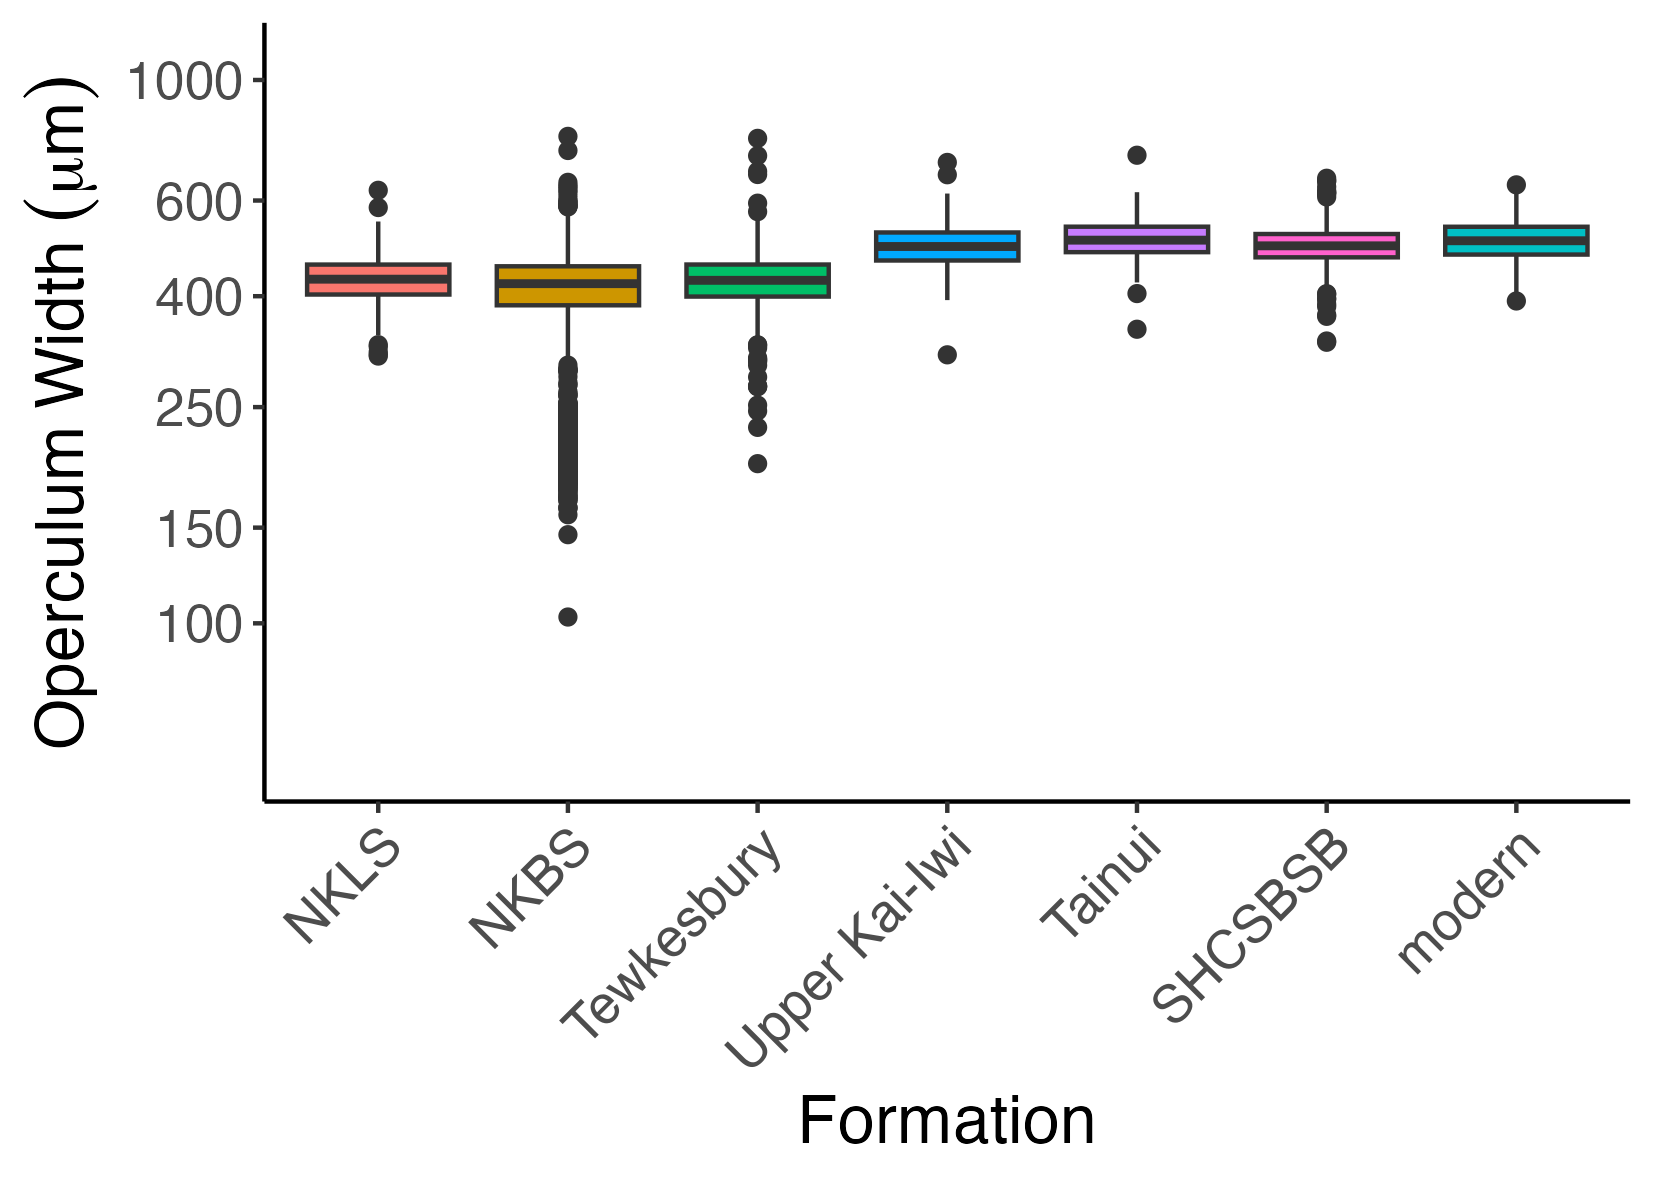 Operculum Width (μm)
1000
600
400
250
150
100
NKLS
NKBS
Tewkesbury
Upper Kai-Iwi
Tainui
SHCSBSB
modern
Formation